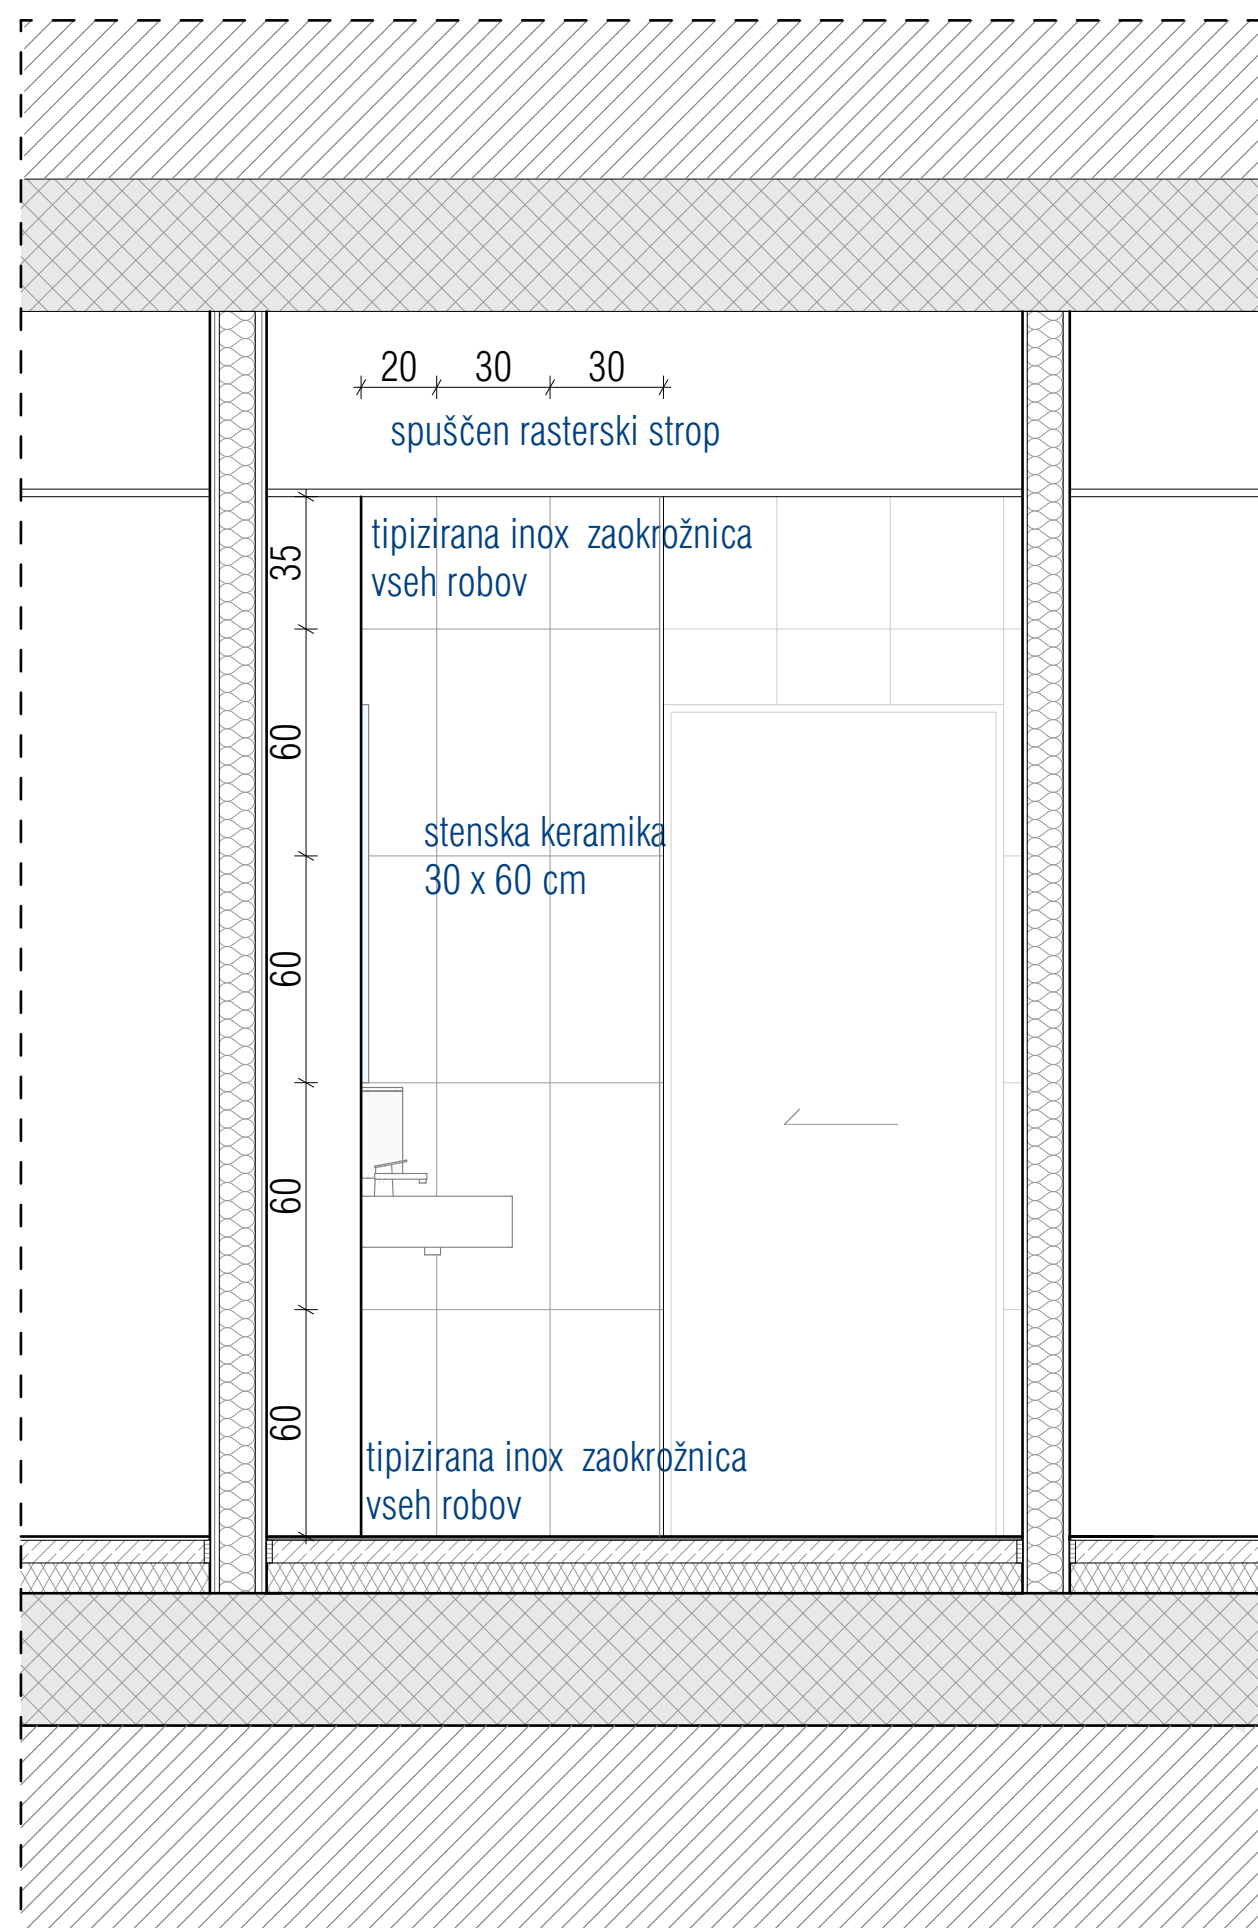 20 30 30
spuščen rasterski strop
tipizirana inox zaokrožnica
vseh robov
35
60
stenska keramika
30 x 60 cm
60
60
60
tipizirana inox zaokrožnica
vseh robov